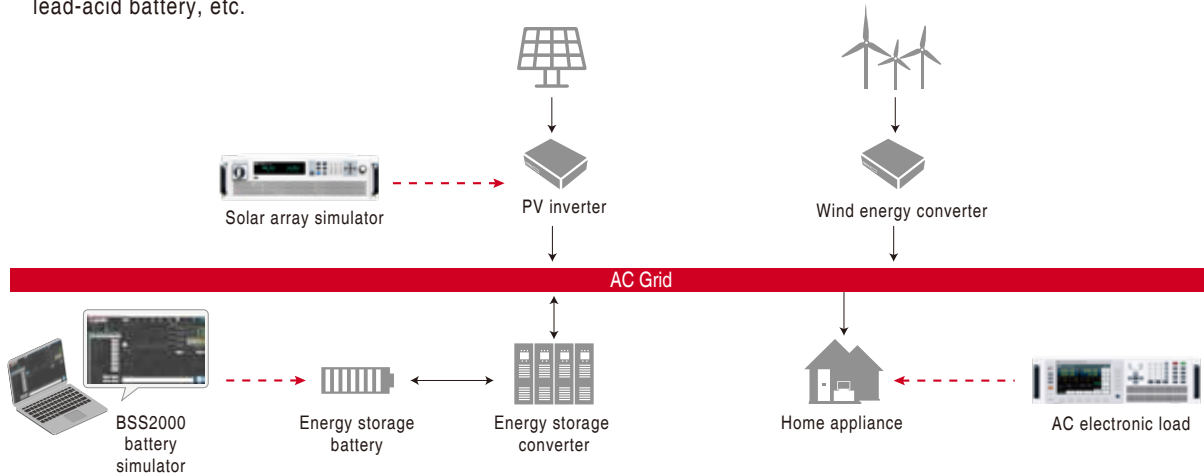 lead-acid battery, etc.
Solar array simulator
PV inverter
Wind energy converter
AC Grid
BSS2000
battery
simulator
Energy storage
battery
Energy storage
converter
Home appliance
AC electronic load